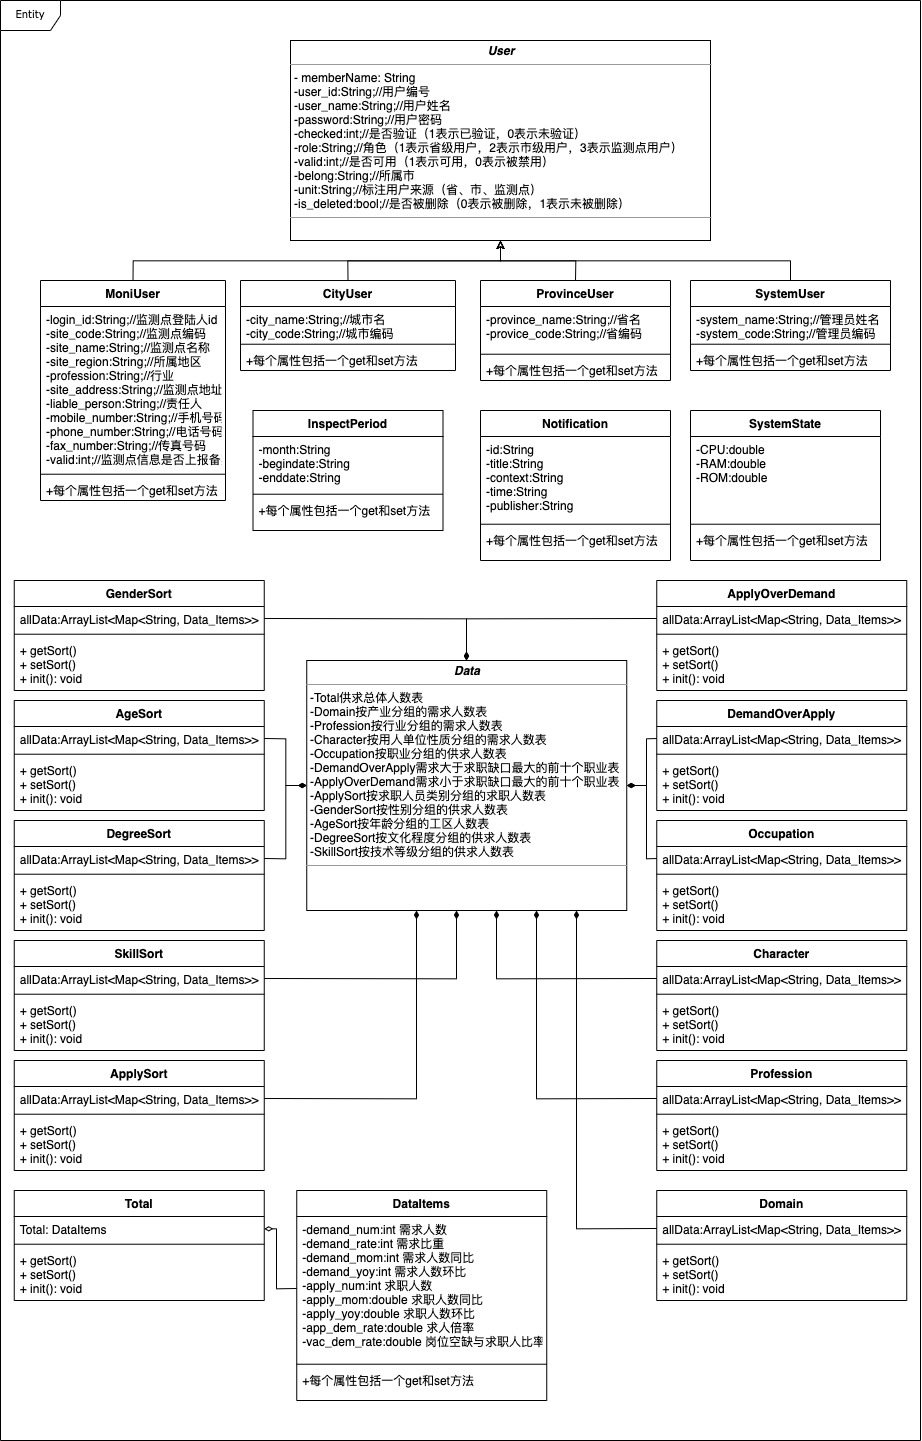 Entity
User
- memberName: String
-user_id:String;//用户编号
-user_name:String;//用户姓名
-password:String;//用户密码
-checked:int;//是否验证（1表示已验证，0表示未验证）
-role:String;//角色（1表示省级用户，2表示市级用户，3表示监测点用户）
-valid:int;//是否可用（1表示可用，0表示被禁用）
-belong:String;//所属市
-unit:String;//标注用户来源（省、市、监测点）
-is_deleted:bool;//是否被删除（0表示被删除，1表示未被删除）
MoniUser
-login_id:String;//监测点登陆人id
-site_code:String;//监测点编码
-site_name:String;//监测点名称
-site_region:String;//所属地区
-profession:String;//行业
-site_address:String;//监测点地址
-liable_person:String;//责任人
-mobile_number:String;//手机号码
-phone_number:String;//电话号码
-fax_number:String;//传真号码
-valid:int;//监测点信息是否上报备
+每个属性包括一个get和set方法
CityUser
-city_name:String;//城市名
-city_code:String;//城市编码
+每个属性包括一个get和set方法
ProvinceUser
-province_name:String;//省名
-provice_code:String;//省编码
+每个属性包括一个get和set方法
SystemUser
-system_name:String;//管理员姓名
-system_code:String;//管理员编码
+每个属性包括一个get和set方法
InspectPeriod
-month:String
-begindate:String
-enddate:String
+每个属性包括一个get和set方法
Notification
-id:String
-title:String
-context:String
-time:String
-publisher:String
+每个属性包括一个get和set方法
SystemState
-CPU:double
-RAM:double
-ROM:double
+每个属性包括一个get和set方法
GenderSort
allData:ArrayList<Map<String, Data_Items>>
+ getSort()
+ setSort()
+ init(): void
ApplyOverDemand
allData:ArrayList<Map<String, Data_Items>>
+ getSort()
+ setSort()
+ init(): void
Data
-Total供求总体人数表
-Domain按产业分组的需求人数表
-Profession按行业分组的需求人数表
-Character按用人单位性质分组的需求人数表
-Occupation按职业分组的供求人数表
-DemandOverApply需求大于求职缺口最大的前十个职业表
-ApplyOverDemand需求小于求职缺口最大的前十个职业表
-ApplySort按求职人员类别分组的求职人数表
-GenderSort按性别分组的供求人数表
-AgeSort按年龄分组的工区人数表
-DegreeSort按文化程度分组的供求人数表
-SkillSort按技术等级分组的供求人数表
AgeSort
allData:ArrayList<Map<String, Data_Items>>
+ getSort()
+ setSort()
+ init(): void
DemandOverApply
allData:ArrayList<Map<String, Data_Items>>
+ getSort()
+ setSort()
+ init(): void
DegreeSort
allData:ArrayList<Map<String, Data_Items>>
+ getSort()
+ setSort()
+ init(): void
Occupation
allData:ArrayList<Map<String, Data_Items>>
+ getSort()
+ setSort()
+ init(): void
SkillSort
allData:ArrayList<Map<String, Data_Items>>
+ getSort()
+ setSort()
+ init(): void
Character
allData:ArrayList<Map<String, Data_Items>>
+ getSort()
+ setSort()
+ init(): void
ApplySort
allData:ArrayList<Map<String, Data_Items>>
+ getSort()
+ setSort()
+ init(): void
Profession
allData:ArrayList<Map<String, Data_Items>>
+ getSort()
+ setSort()
+ init(): void
Total
Total: DataItems
+ getSort()
+ setSort()
+ init(): void
DataItems
-demand_num:int 需求人数
-demand_rate:int 需求比重
-demand_mom:int 需求人数同比
-demand_yoy:int 需求人数环比
-apply_num:int 求职人数
-apply_mom:double 求职人数同比
-apply_yoy:double 求职人数环比
-app_dem_rate:double 求人倍率
-vac_dem_rate:double 岗位空缺与求职人比率
+每个属性包括一个get和set方法
Domain
allData:ArrayList<Map<String, Data_Items>>
+ getSort()
+ setSort()
+ init(): void